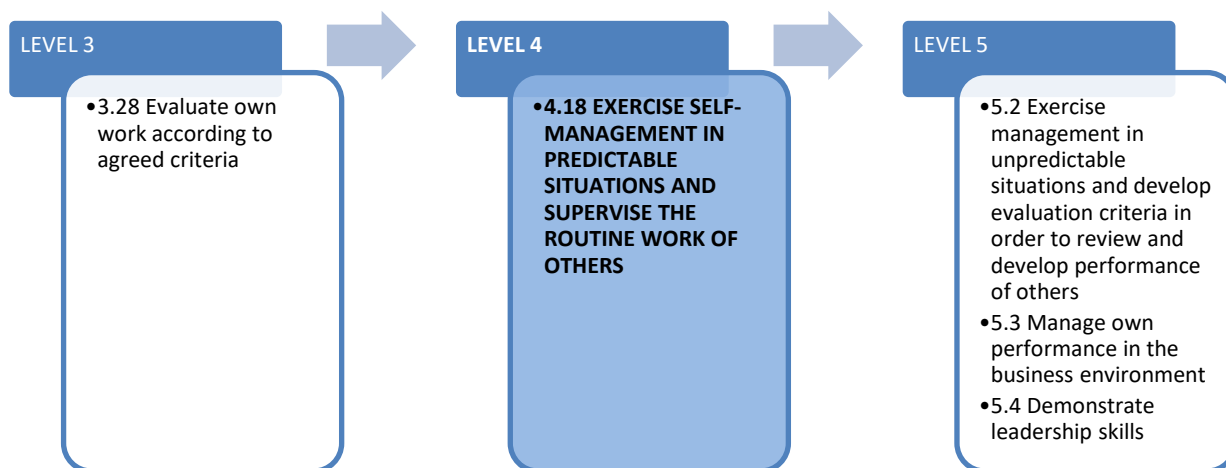 LEVEL 3
•3.28 Evaluate own
work according to
agreed criteria
LEVEL 4
•4.18 EXERCISE SELF-
MANAGEMENT IN
PREDICTABLE
SITUATIONS AND
SUPERVISE THE
ROUTINE WORK OF
OTHERS
LEVEL 5
•5.2 Exercise
management in
unpredictable
situations and develop
evaluation criteria in
order to review and
develop performance
of others
•5.3 Manage own
performance in the
business environment
•5.4 Demonstrate
leadership skills